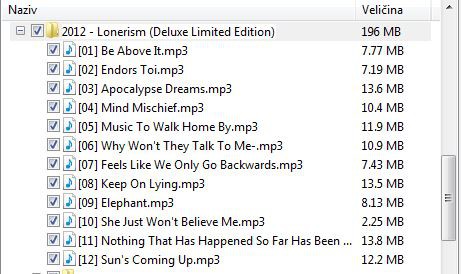 Naziv Veličina
2012 - Lonerism (Deluxe Limited Edition) 196 MB
[01] Be Above It.mp3 7.77 MB
[02] Endors Toi.mp3 7.19 MB
[03] Apocalypse Dreams.mp3 13.6 MB
[04] Mind Mischief.mp3 10.4 MB
[05] Music To Walk Home By.mp3 11.9 MB
[06] Why Won't They Talk To Me-.mp3 10.9 MB
[07] Feels Like We Only Go Backwards.mp3 7.43 MB
[08] Keep On Lying.mp3 13.5 MB
[09] Elephant.mp3 8.13 MB
[10] She Just Won't Believe Me.mp3 2.25 MB
[11] Nothing That Has Happened So Far Has Been ... 13.8 MB
[12] Sun's Coming Up.mp3 12.2 MB